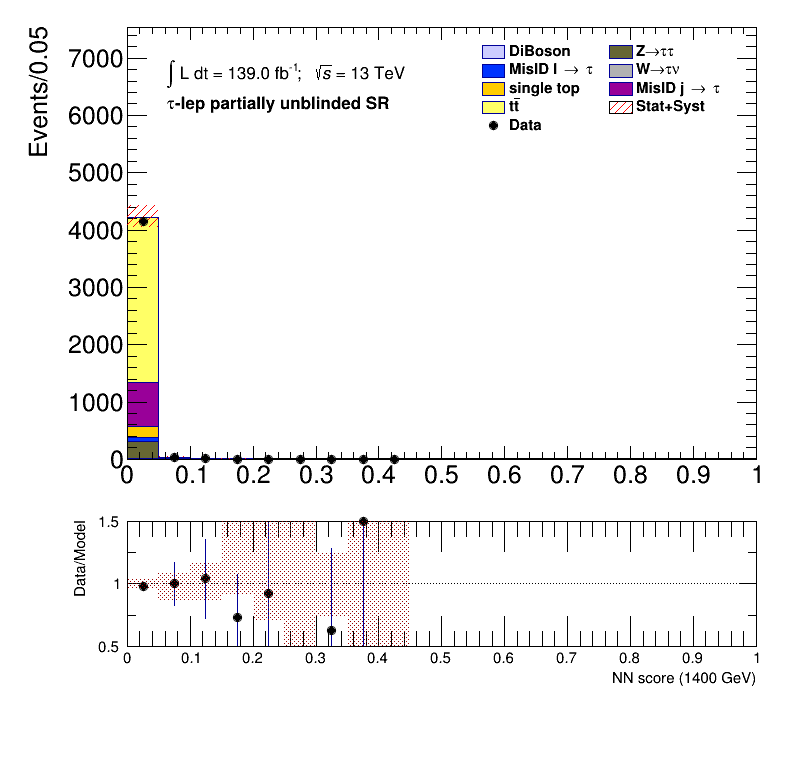 Events/0.05
7000
6000
5000
4000
3000
2000
1000
0
∫ L dt = 139.0 fb⁻¹; √s = 13 TeV
τ-lep partially unblinded SR
DiBoson
MisID l → τ
single top
tt̄
Data
Z→ττ
W→τν
MisID j → τ
Stat+Syst
0 0.1 0.2 0.3 0.4 0.5 0.6 0.7 0.8 0.9 1
Data/Model
1.5
1
0.5
0 0.1 0.2 0.3 0.4 0.5 0.6 0.7 0.8 0.9 1
NN score (1400 GeV)